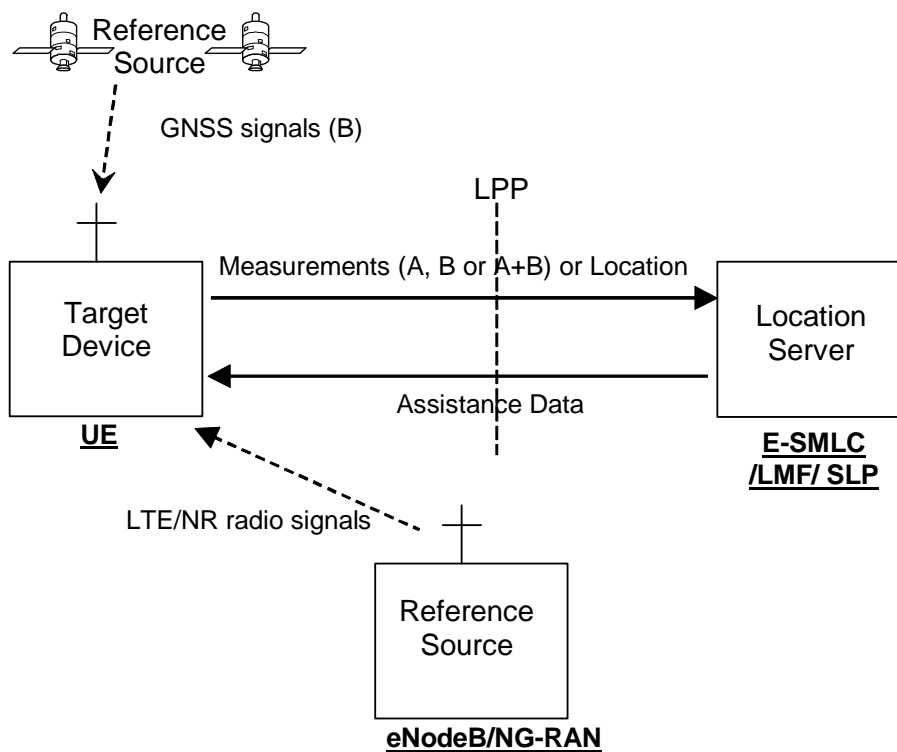 Reference
Source
GNSS signals (B)
LPP
Measurements (A, B or A+B) or Location
Target
Device
Location
Server
Assistance Data
UE
E-SMLC
/LMF/ SLP
LTE/NR radio signals
Reference
Source
eNodeB/NG-RAN